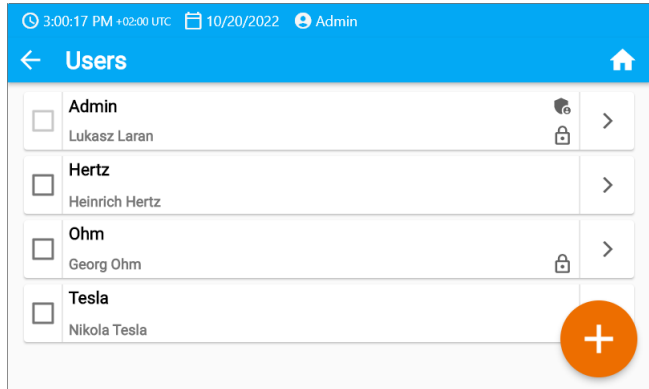 3:00:17 PM +02:00 UTC 10/20/2022 Admin
Users
Admin
Lukasz Laran
Hertz
Heinrich Hertz
Ohm
Georg Ohm
Tesla
Nikola Tesla